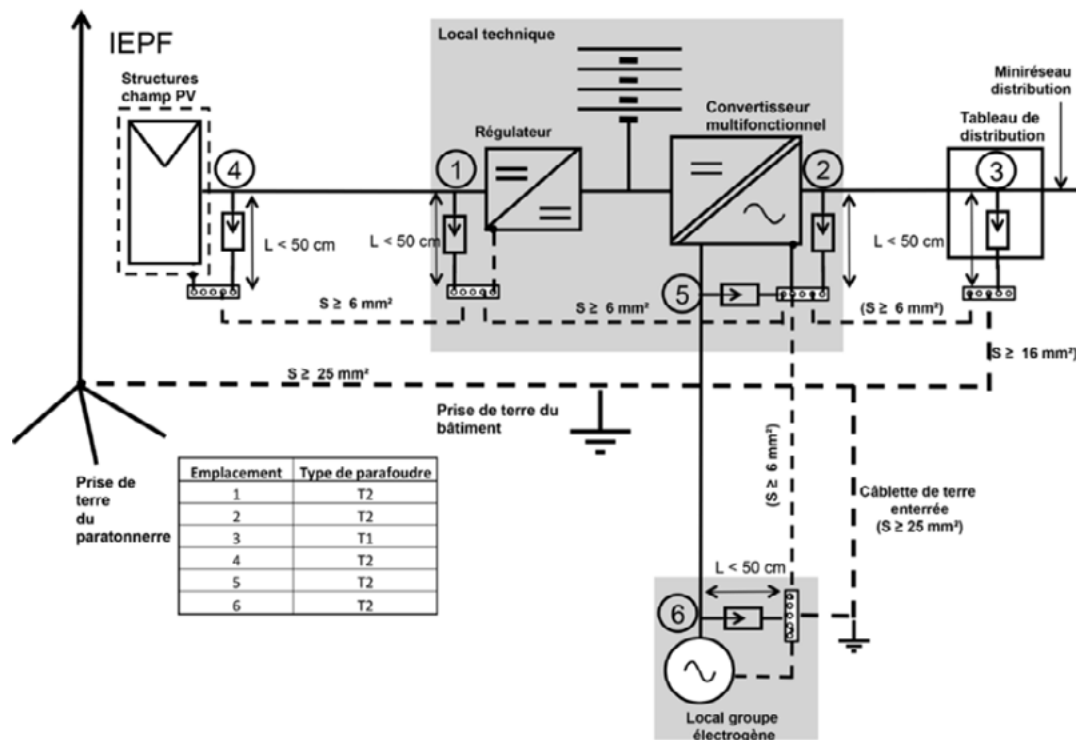 IEPF
Structures
champ PV
Local technique
Régulateur
Convertisseur
multifonctionnel
Miniréseau
distribution
Tableau de
distribution
4
1
2
3
L < 50 cm
L < 50 cm
L < 50 cm
5
S ≥ 6 mm²
S ≥ 6 mm²
(S ≥ 6 mm²)
S ≥ 16 mm²)
S ≥ 25 mm²
Prise de terre du
bâtiment
(S ≥ 6 mm²)
Prise de
terre
du
paratonnerre
Emplacement Type de parafoudre
1 T2
2 T2
3 T1
4 T2
5 T2
6 T2
Câblette de terre
enterrée
(S ≥ 25 mm²)
L < 50 cm
6
Local groupe
électrogène